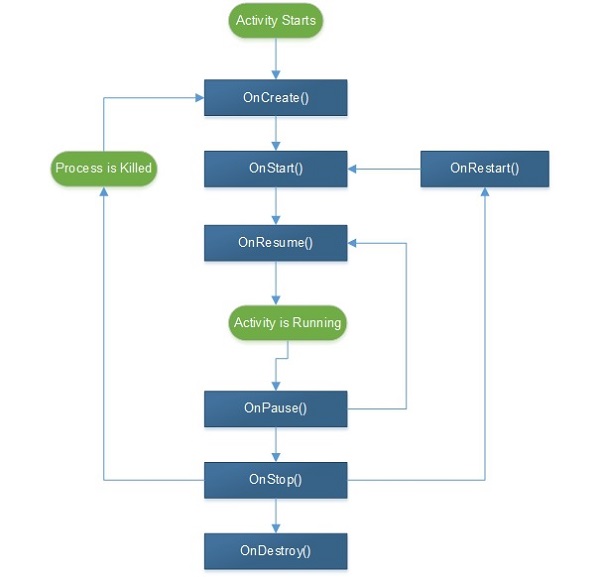 Activity Starts
OnCreate()
Process is Killed
OnStart()
OnRestart()
OnResume()
Activity is Running
OnPause()
OnStop()
OnDestroy()